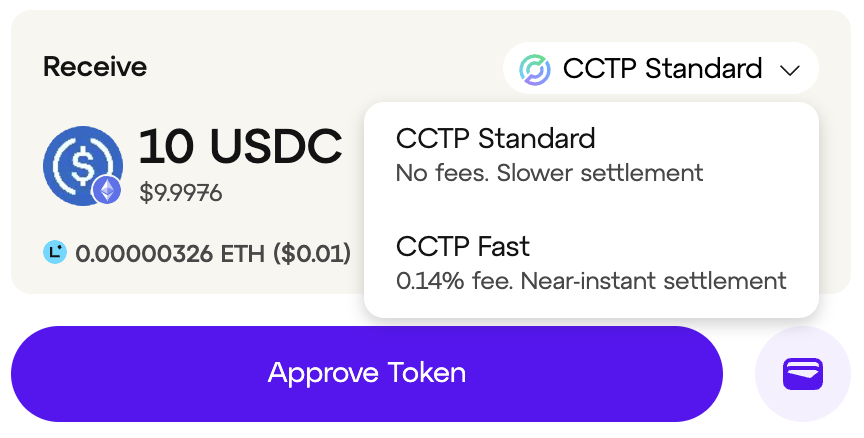 Receive
CCTP Standard
10 USDC
$9.9976
0.00000326 ETH ($0.01)
CCTP Standard
No fees. Slower settlement
CCTP Fast
0.14% fee. Near-instant settlement
Approve Token